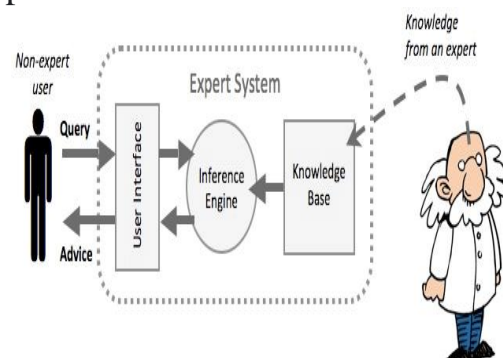 Knowledge
from an expert
Non-expert
user
Expert System
Query
User Interface
Inference
Engine
Knowledge
Base
Advice